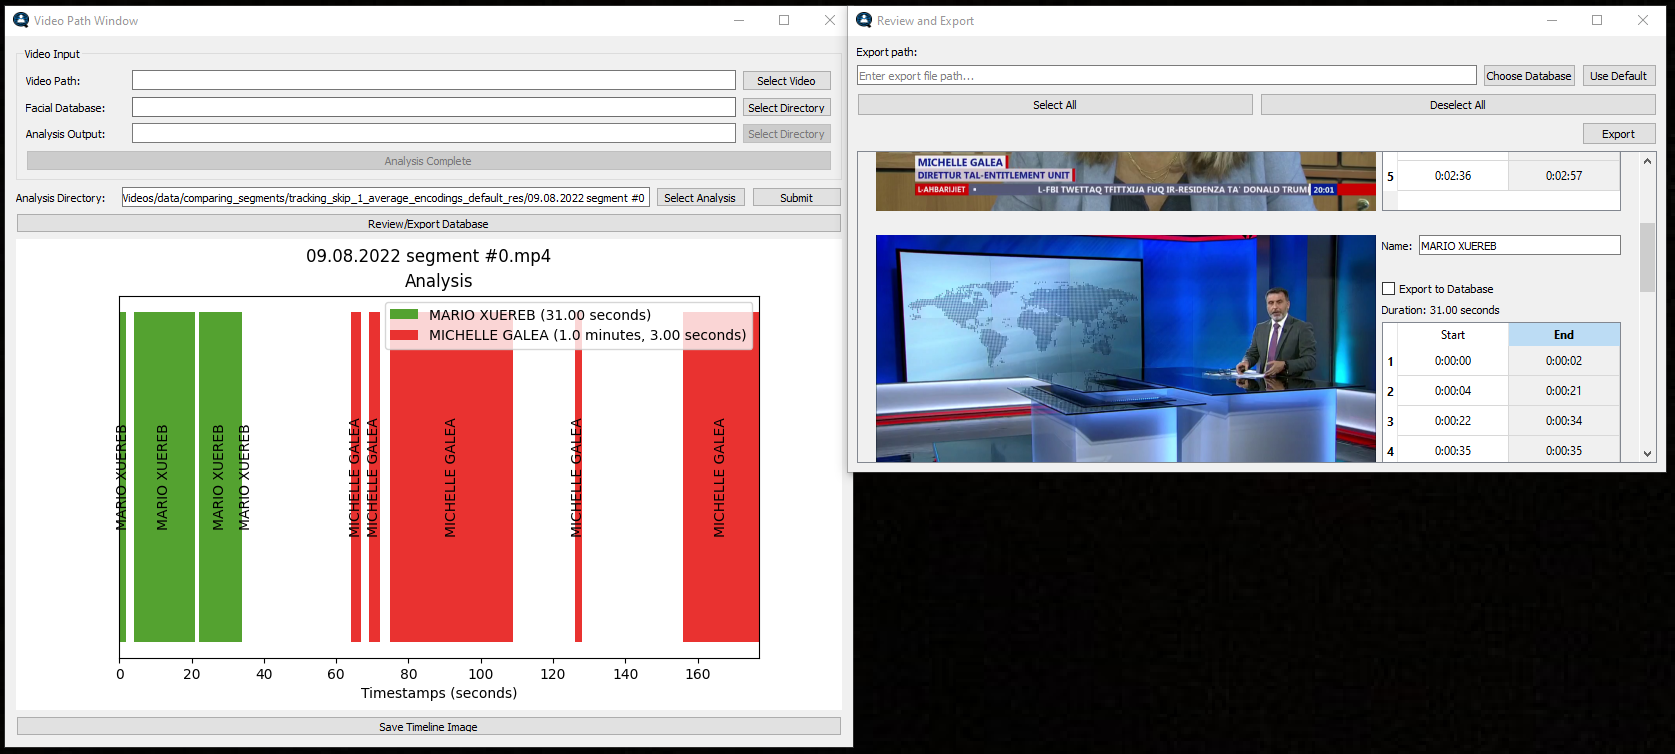 Video Path Window
Video Input
Video Path:
Select Video
Facial Database:
Select Directory
Analysis Output:
Select Directory
Analysis Complete
Analysis Directory:
Videos/data/comparing_segments/tracking_skip_1_average_encodings_default_res/09.08.2022 segment #0
Select Analysis
Submit
Review/Export Database
09.08.2022 segment #0.mp4
Analysis
MARIO XUEREB (31.00 seconds)
MICHELLE GALEA (1.0 minutes, 3.00 seconds)
MARIO XUEREB
MARIO XUEREB
MARIO XUEREB
MARIO XUEREB
MICHELLE GALEA
MICHELLE GALEA
MICHELLE GALEA
MICHELLE GALEA
MICHELLE GALEA
0 20 40 60 80 100 120 140 160
Timestamps (seconds)
Save Timeline Image
Review and Export
Export path:
Enter export file path...
Choose Database
Use Default
Select All
Deselect All
Export
MICHELLE GALEA
DIRETTUR TAL-ENTITLEMENT UNIT
L-AĦBARIJIET • L-FBI TWETTAQ TFITTXIJA FUQ IR-RESIDENZA TA' DONALD TRUM 20:01
5 0:02:36 0:02:57
Name: MARIO XUEREB
Export to Database
Duration: 31.00 seconds
Start End
1 0:00:00 0:00:02
2 0:00:04 0:00:21
3 0:00:22 0:00:34
4 0:00:35 0:00:35